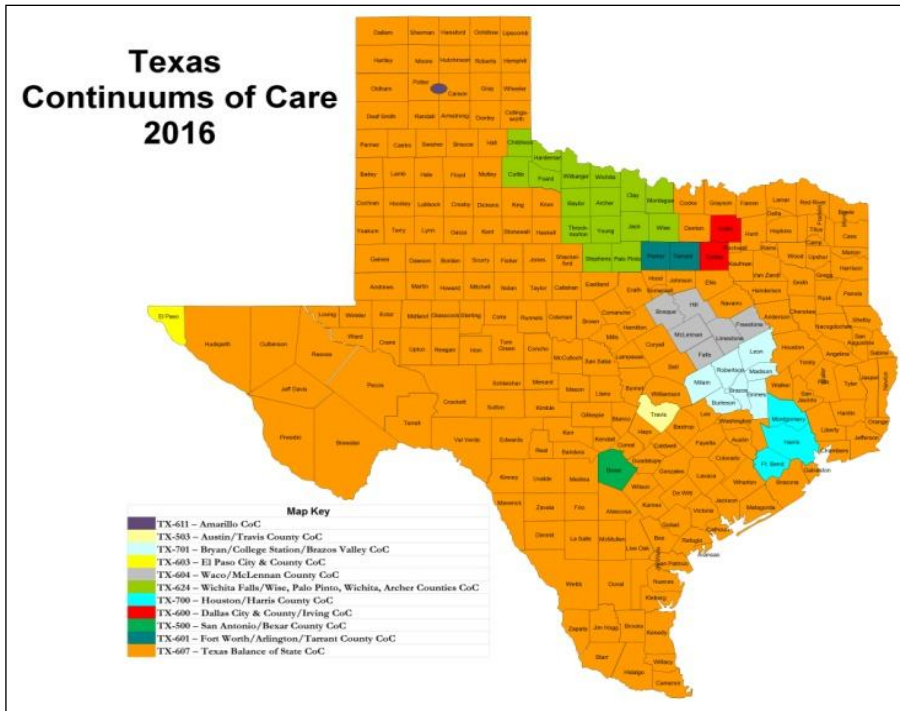 Texas
Continuums of Care
2016
Dallam Sherman Hansford Ochiltree Lipscomb
Hartley Moore Hutchinson Roberts Hemphill
Oldham Potter Carson Gray Wheeler
Deaf Smith Randall Armstrong Donley Collings-
worth
Parmer Castro Swisher Briscoe Hall Childress
Hardeman
Bailey Lamb Hale Floyd Motley Cottle Foard Wilbarger Wichita
Clay
Cochran Hockley Lubbock Crosby Dickens King Knox Baylor Archer Montague Cooke Grayson Fannin Lamar Red River
Yoakum Terry Lynn Garza Kent Stonewall Haskell Throck-
morton Young Jack Wise Denton Hunt Delta Hopkins Titus Camp Cass
Gaines Dawson Borden Scurry Fisher Jones Shackel-
ford Stephens Palo Pinto Parker Tarrant Dallas Kaufman Rains Wood Upshur Marion
Van Zandt Gregg Harrison
Andrews Martin Howard Mitchell Nolan Taylor Callahan Eastland Erath Hood Johnson Ellis Henderson Smith Rusk Panola
Somervell
El Paso Hudspeth Culberson Reeves Loving Winkler Ector Midland Glasscock Sterling Coke Runnels Coleman Brown Comanche Bosque Hill Navarro Anderson Cherokee Shelby
Ward Crane Upton Reagan Irion Tom
Green Concho McCulloch San Saba Mills Hamilton McLennan Limestone Freestone Nacogdoches San
Augustine Sabine
Jeff Davis Pecos Crockett Schleicher Menard Mason Lampasas Coryell Bell Falls Leon Houston Angelina
Robertson Madison Trinity Polk Tyler Jasper Newton
Presidio Brewster Terrell Sutton Kimble Llano Burnet Williamson Milam Brazos Grimes Walker San
Jacinto Hardin
Burleson Montgomery Liberty Orange
Val Verde Edwards Kerr Gillespie Blanco Travis Lee Washington Harris Jefferson
Real Bandera Kendall Hays Bastrop Fayette Austin Chambers
Comal Caldwell Colorado Ft. Bend Galveston
Kinney Uvalde Medina Bexar Guadalupe Gonzales Lavaca Wharton Brazoria
Wilson De Witt Jackson Matagorda
Maverick Zavala Frio Atascosa Karnes Victoria
Goliad Calhoun
Dimmit La Salle McMullen Live Oak Bee Refugio
Aransas
San Patricio
Webb Duval Nueces
Kleberg
Zapata Jim Hogg Brooks Kenedy
Starr Hidalgo Willacy
Cameron
Map Key
TX-611 – Amarillo CoC
TX-503 – Austin/Travis County CoC
TX-701 – Bryan/College Station/Brazos Valley CoC
TX-603 – El Paso City & County CoC
TX-604 – Waco/McLennan County CoC
TX-624 – Wichita Falls/Wise, Palo Pinto, Wichita, Archer Counties CoC
TX-700 – Houston/Harris County CoC
TX-600 – Dallas City & County/Irving CoC
TX-500 – San Antonio/Bexar County CoC
TX-601 – Fort Worth/Arlington/Tarrant County CoC
TX-607 – Texas Balance of State CoC